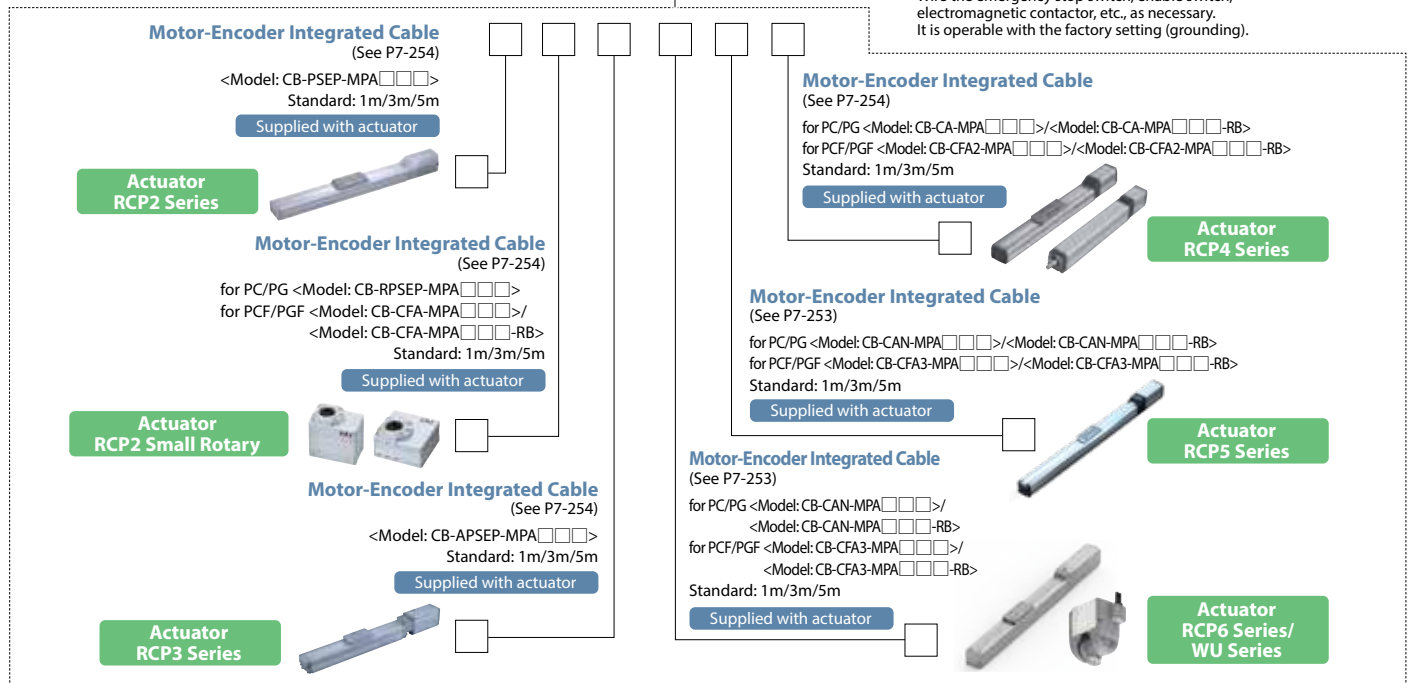 Wire the emergency stop switch, enable switch,
electromagnetic contactor, etc., as necessary.
It is operable with the factory setting (grounding).
Motor-Encoder Integrated Cable
(See P7-254)
<Model: CB-PSEP-MPA□□□>
Standard: 1m/3m/5m
Supplied with actuator
Actuator
RCP2 Series
Motor-Encoder Integrated Cable
(See P7-254)
for PC/PG <Model: CB-RPSEP-MPA□□□>
for PCF/PGF <Model: CB-CFA-MPA□□□>/
<Model: CB-CFA-MPA□□□-RB>
Standard: 1m/3m/5m
Supplied with actuator
Actuator
RCP2 Small Rotary
Motor-Encoder Integrated Cable
(See P7-254)
<Model: CB-APSEP-MPA□□□>
Standard: 1m/3m/5m
Supplied with actuator
Actuator
RCP3 Series
Motor-Encoder Integrated Cable
(See P7-254)
for PC/PG <Model: CB-CA-MPA□□□>/<Model: CB-CA-MPA□□□-RB>
for PCF/PGF <Model: CB-CFA2-MPA□□□>/<Model: CB-CFA2-MPA□□□-RB>
Standard: 1m/3m/5m
Supplied with actuator
Actuator
RCP4 Series
Motor-Encoder Integrated Cable
(See P7-253)
for PC/PG <Model: CB-CAN-MPA□□□>/<Model: CB-CAN-MPA□□□-RB>
for PCF/PGF <Model: CB-CFA3-MPA□□□>/<Model: CB-CFA3-MPA□□□-RB>
Standard: 1m/3m/5m
Supplied with actuator
Actuator
RCP5 Series
Motor-Encoder Integrated Cable
(See P7-253)
for PC/PG <Model: CB-CAN-MPA□□□>/
<Model: CB-CAN-MPA□□□-RB>
for PCF/PGF <Model: CB-CFA3-MPA□□□>/
<Model: CB-CFA3-MPA□□□-RB>
Standard: 1m/3m/5m
Supplied with actuator
Actuator
RCP6 Series/
WU Series